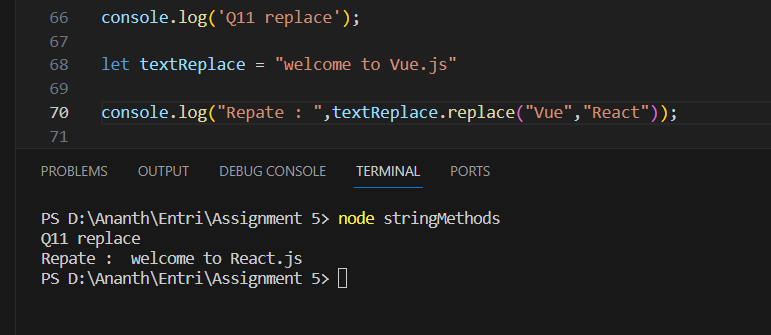 66 console.log('Q11 replace');
67
68 let textReplace = "welcome to Vue.js"
69
70 console.log("Repate : ",textReplace.replace("Vue","React"));
71
PROBLEMS OUTPUT DEBUG CONSOLE TERMINAL PORTS
PS D:\Ananth\Entri\Assignment 5> node stringMethods
Q11 replace
Repate :  welcome to React.js
PS D:\Ananth\Entri\Assignment 5>